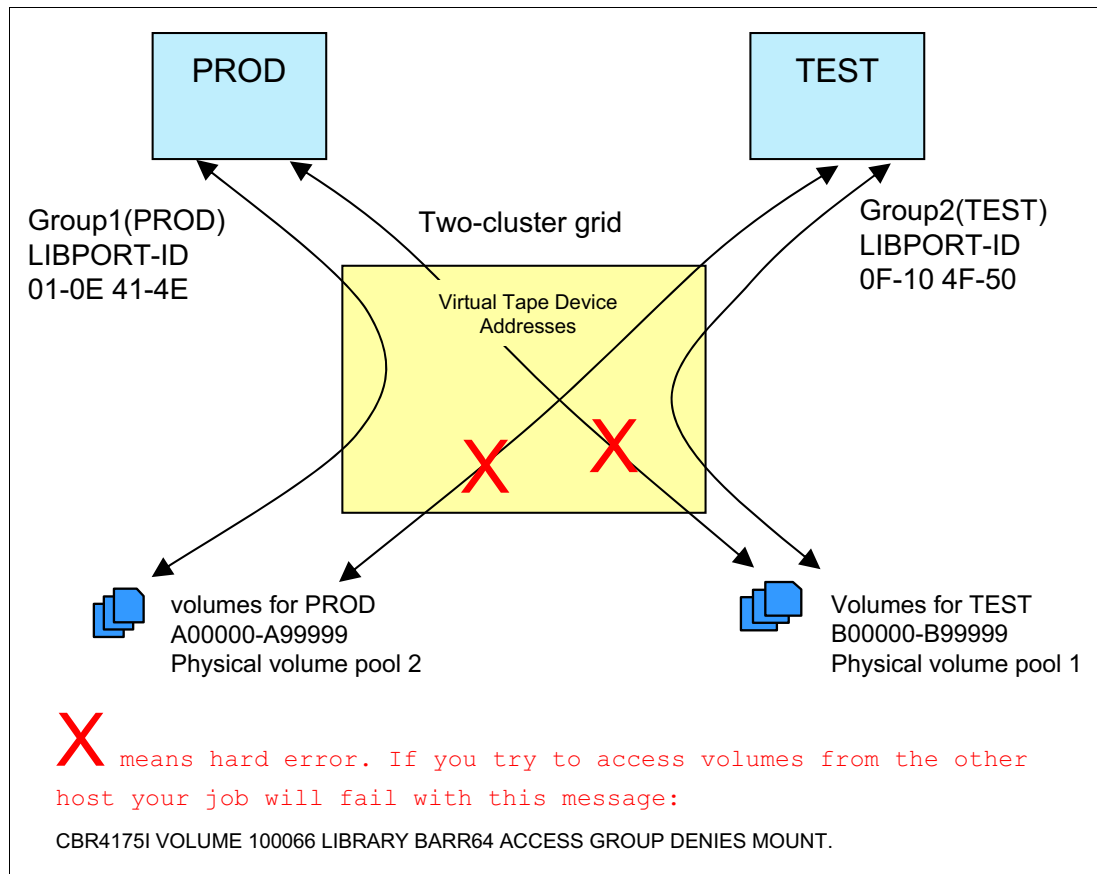 PROD
TEST
Group1(PROD)
LIBPORT-ID
01-0E 41-4E
Two-cluster grid
Group2(TEST)
LIBPORT-ID
0F-10 4F-50
Virtual Tape Device
Addresses
X
X
volumes for PROD
A00000-A99999
Physical volume pool 2
Volumes for TEST
B00000-B99999
Physical volume pool 1
X means hard error. If you try to access volumes from the other
host your job will fail with this message:
CBR4175I VOLUME 100066 LIBRARY BARR64 ACCESS GROUP DENIES MOUNT.